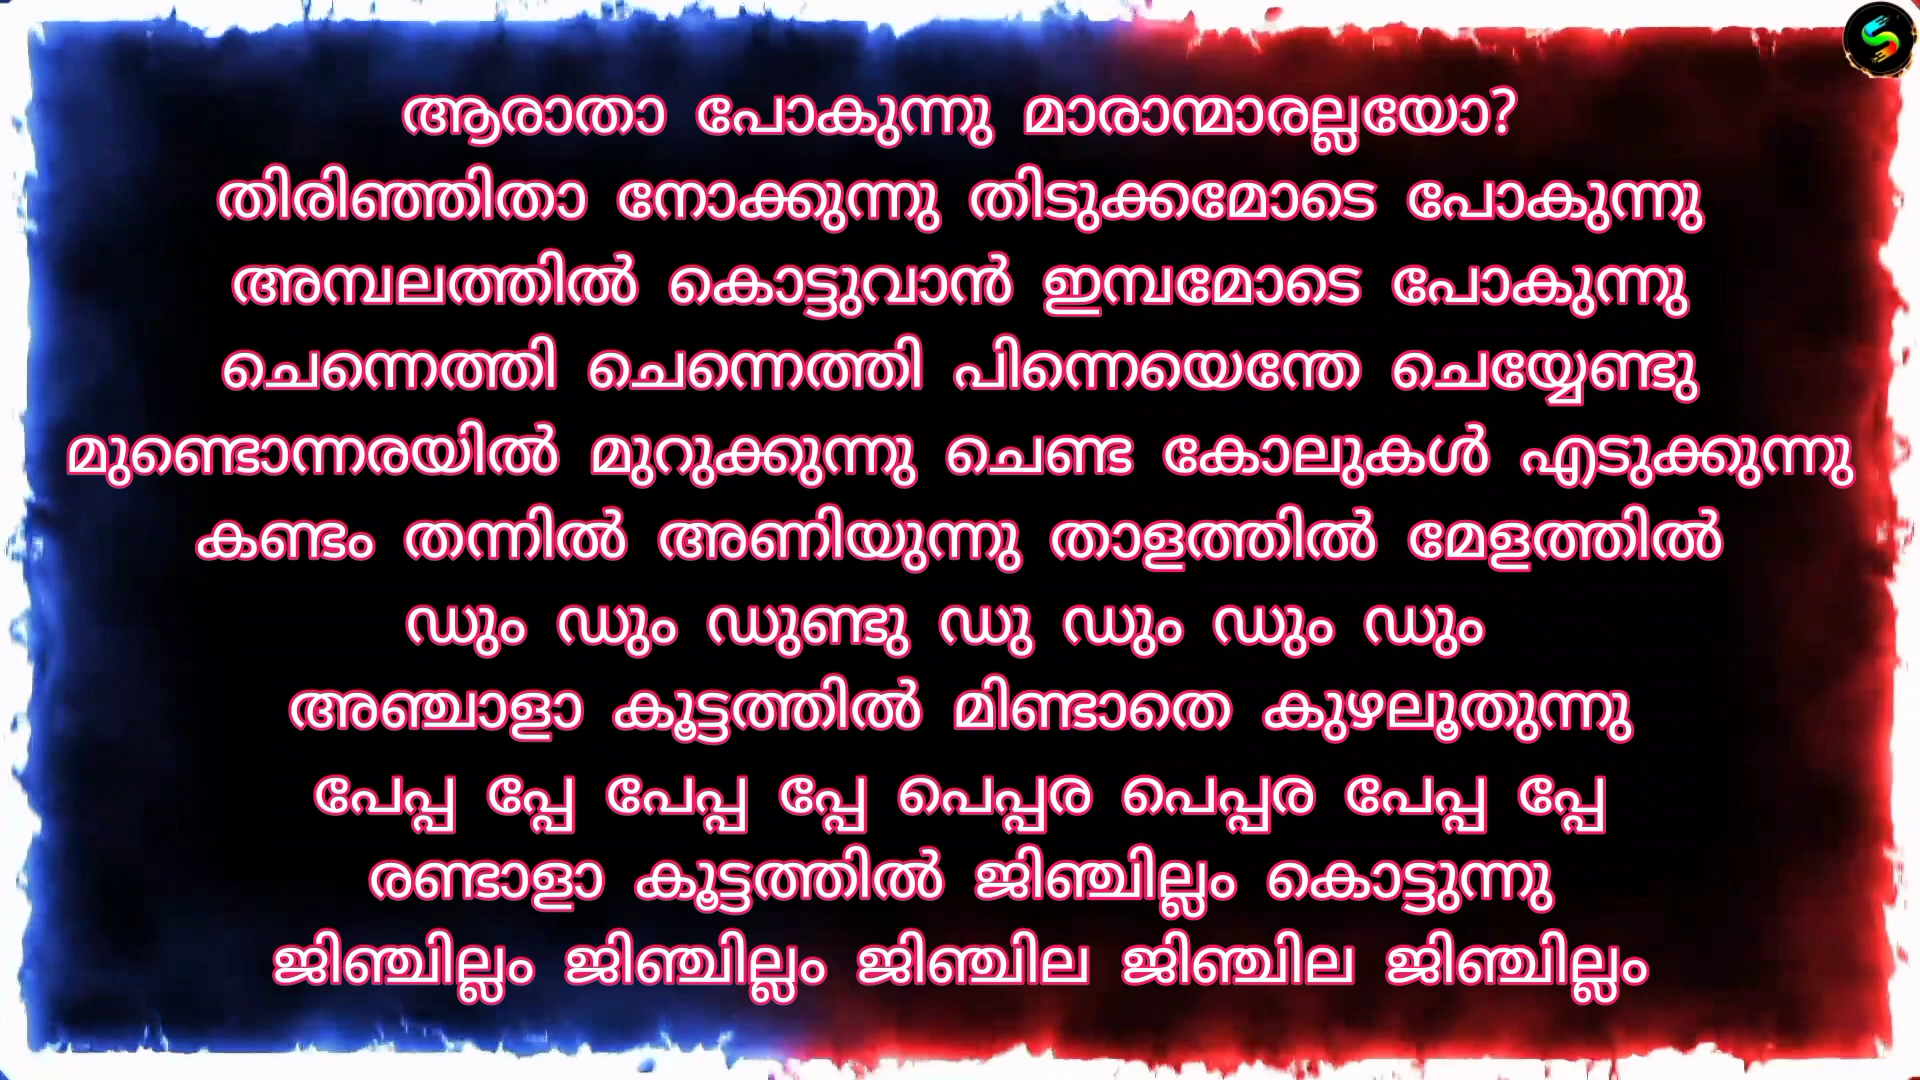 ആരാതാ പോകുന്നു മാരാന്മാരല്ലയോ?
തിരിഞ്ഞിതാ നോക്കുന്നു തിടുക്കമോടെ പോകുന്നു
അമ്പലത്തിൽ കൊട്ടുവാൻ ഇമ്പമോടെ പോകുന്നു
ചെന്നെത്തി ചെന്നെത്തി പിന്നെയെന്തേ ചെയ്യേണ്ടു
മുണ്ടൊന്നരയിൽ മുറുക്കുന്നു ചെണ്ട കോലുകൾ എടുക്കുന്നു
കണ്ടം തന്നിൽ അണിയുന്നു താളത്തിൽ മേളത്തിൽ
ഡും ഡും ഡുണ്ടു ഡു ഡും ഡും ഡും
അഞ്ചാളാ കൂട്ടത്തിൽ മിണ്ടാതെ കുഴലൂതുന്നു
പേപ്പ പ്പേ പേപ്പ പ്പേ പെപ്പര പെപ്പര പേപ്പ പ്പേ
രണ്ടാളാ കൂട്ടത്തിൽ ജിഞ്ചില്ലം കൊട്ടുന്നു
ജിഞ്ചില്ലം ജിഞ്ചില്ലം ജിഞ്ചില ജിഞ്ചില ജിഞ്ചില്ലം